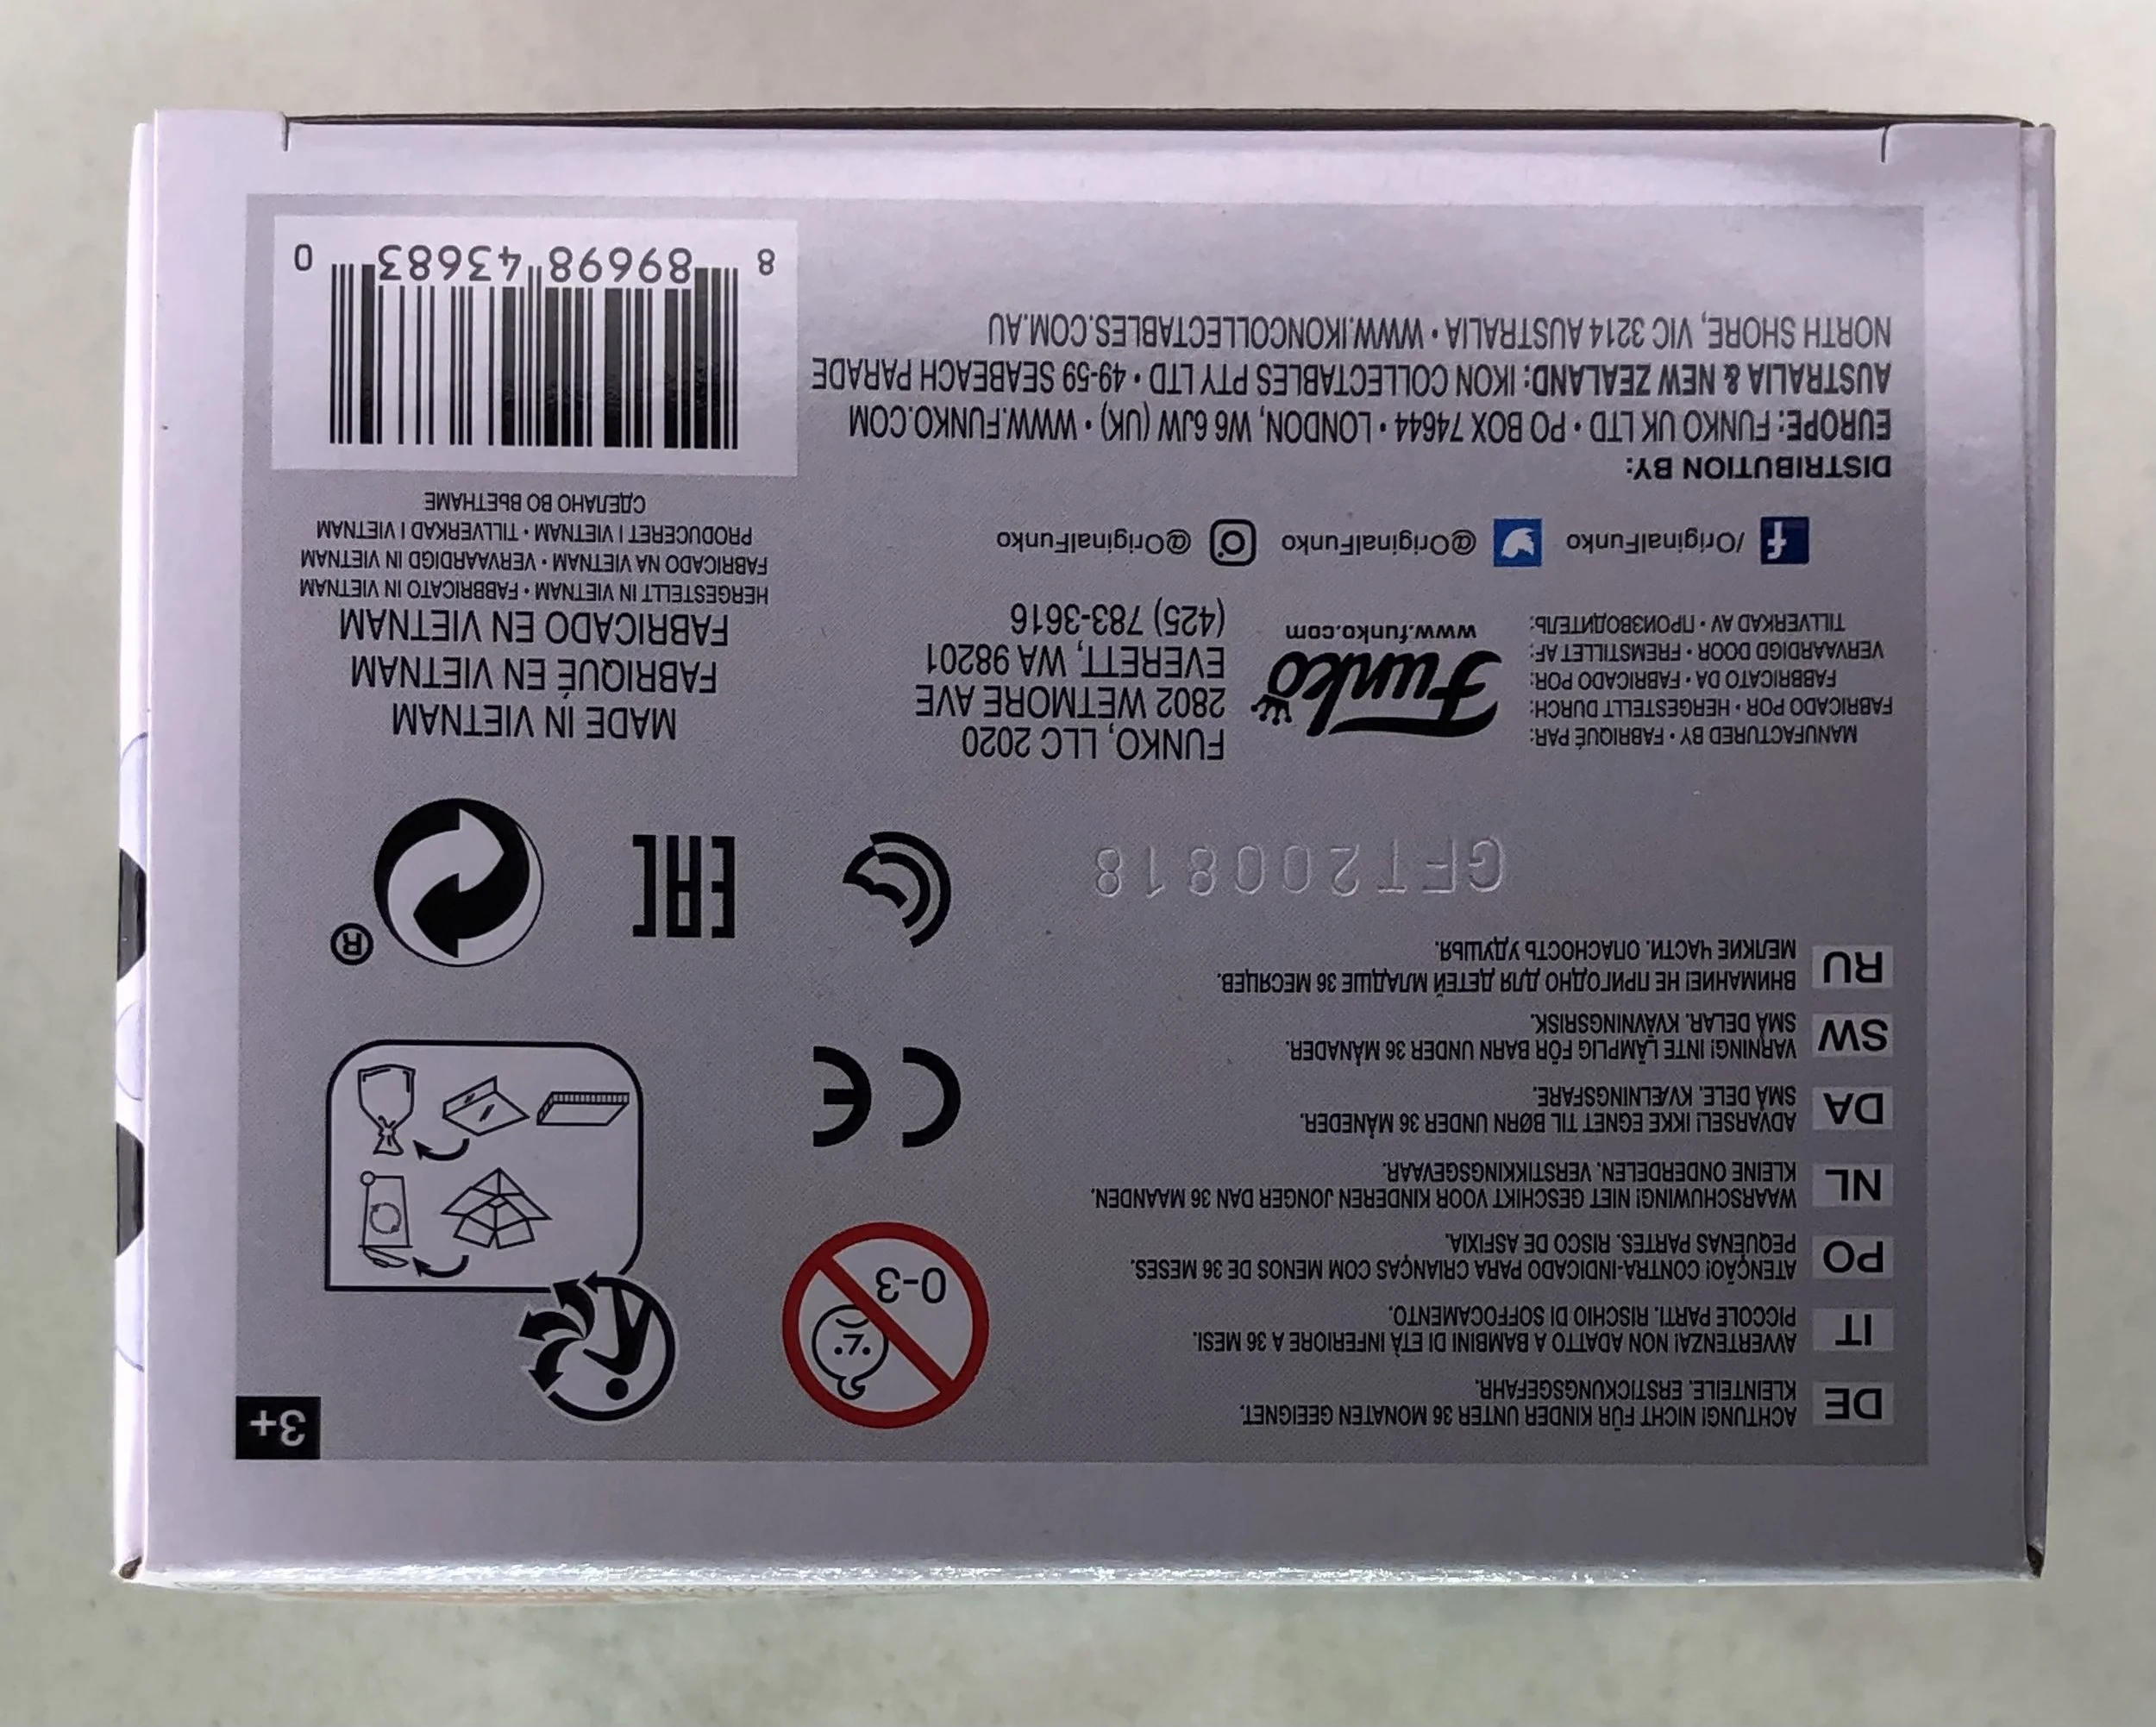 DE
ACHTUNG! NICHT FÜR KINDER UNTER 36 MONATEN GEEIGNET.
KLEINTEILE. ERSTICKUNGSGEFAHR.
IT
AVVERTENZA! NON ADATTO A BAMBINI DI ETÀ INFERIORE A 36 MESI.
PICCOLE PARTI. RISCHIO DI SOFFOCAMENTO.
PO
ATENÇÃO! CONTRA-INDICADO PARA CRIANÇAS COM MENOS DE 36 MESES.
PEQUENAS PARTES. RISCO DE ASFIXIA.
NL
WAARSCHUWING! NIET GESCHIKT VOOR KINDEREN JONGER DAN 36 MAANDEN.
KLEINE ONDERDELEN. VERSTIKKINGSGEVAAR.
DA
ADVARSEL! IKKE EGNET TIL BØRN UNDER 36 MÅNEDER.
SMÅ DELE. KVÆLNINGSFARE.
SW
VARNING! INTE LÄMPLIG FÖR BARN UNDER 36 MÅNADER.
SMÅ DELAR. KVÄVNINGSRISK.
RU
ВНИМАНИЕ! НЕ ПРИГОДНО ДЛЯ ДЕТЕЙ МЛАДШЕ 36 МЕСЯЦЕВ.
МЕЛКИЕ ЧАСТИ. ОПАСНОСТЬ УДУШЬЯ.
0-3
3+
CE
EAC
®
GFT200818
MANUFACTURED BY • FABRIQUÉ PAR:
FABRICADO POR • HERGESTELLT DURCH:
FABBRICATO DA • FABRICADO POR:
VERVAARDIGD DOOR • FREMSTILLET AF:
TILLVERKAD AV • ПРОИЗВОДИТЕЛЬ:
Funko
www.funko.com
FUNKO, LLC 2020
2802 WETMORE AVE
EVERETT, WA 98201
(425) 783-3616
MADE IN VIETNAM
FABRIQUÉ EN VIETNAM
FABRICADO EN VIETNAM
HERGESTELLT IN VIETNAM • FABBRICATO IN VIETNAM
FABRICADO NA VIETNAM • VERVAARDIGD IN VIETNAM
PRODUCERET I VIETNAM • TILLVERKAD I VIETNAM
СДЕЛАНО ВО ВЬЕТНАМЕ
/OriginalFunko @OriginalFunko @OriginalFunko
DISTRIBUTION BY:
EUROPE: FUNKO UK LTD • PO BOX 74644 • LONDON, W6 6JW (UK) • WWW.FUNKO.COM
AUSTRALIA & NEW ZEALAND: IKON COLLECTABLES PTY LTD • 49-59 SEABEACH PARADE
NORTH SHORE, VIC 3214 AUSTRALIA • WWW.IKONCOLLECTABLES.COM.AU
8 89698 43683 0